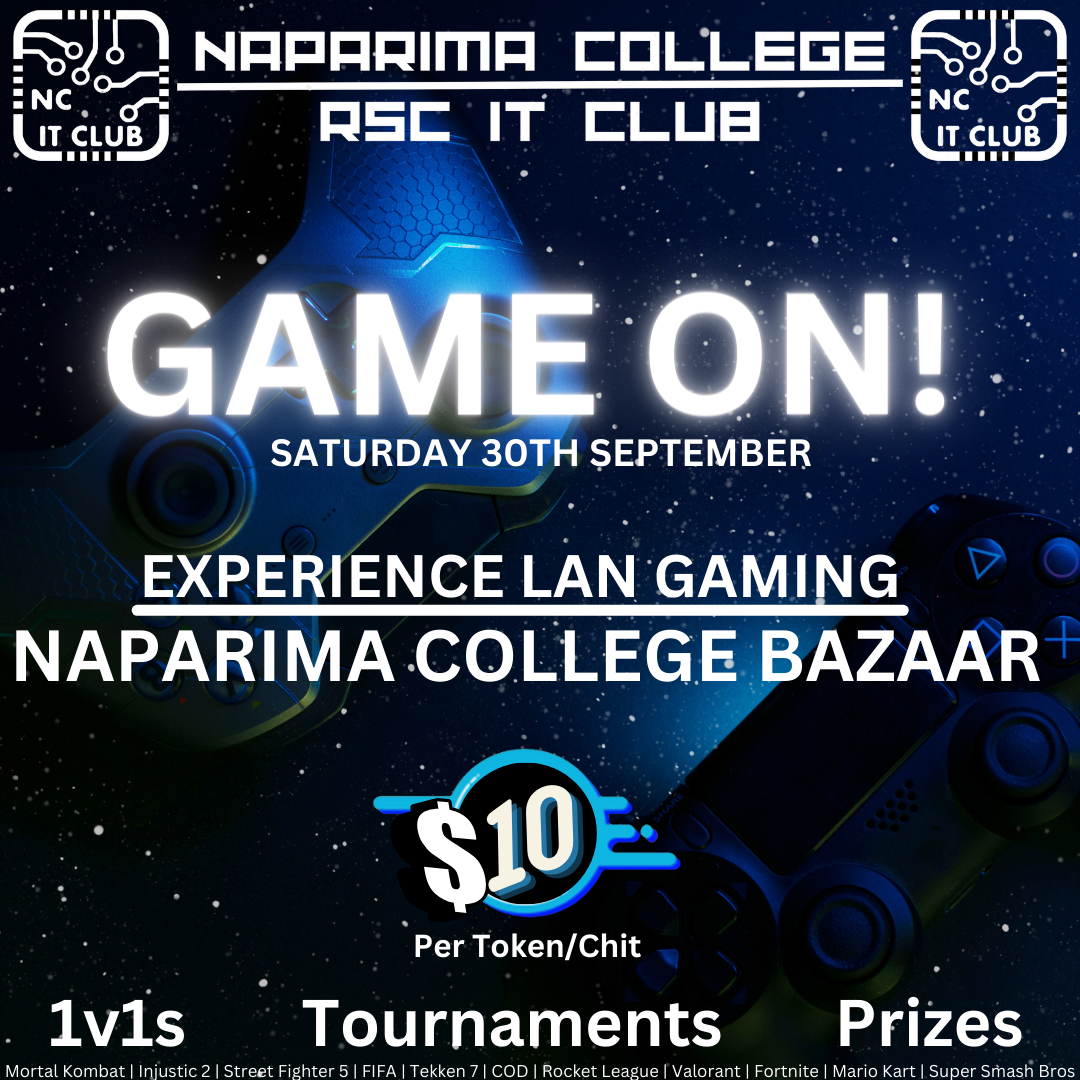 NC
IT CLUB
NAPARIMA COLLEGE
RSC IT CLUB
NC
IT CLUB
GAME ON!
SATURDAY 30TH SEPTEMBER
EXPERIENCE LAN GAMING
NAPARIMA COLLEGE BAZAAR
$10
Per Token/Chit
1v1s Tournaments Prizes
Mortal Kombat | Injustic 2 | Street Fighter 5 | FIFA | Tekken 7 | COD | Rocket League | Valorant | Fortnite | Mario Kart | Super Smash Bros